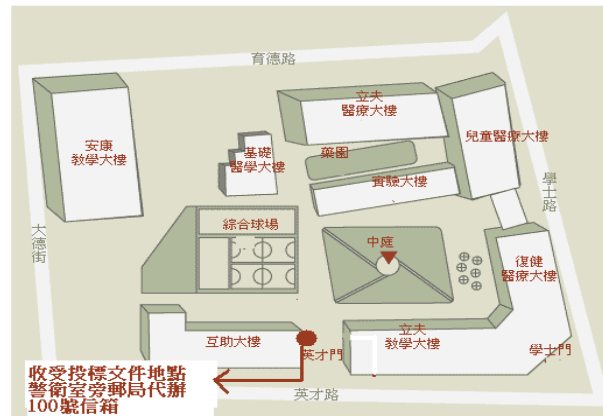 育德路
立夫
醫療大樓
兒童醫療大樓
安康
教學大樓
基礎
醫學大樓
藥園
實驗大樓
學士路
大德街
綜合球場
中庭
復健
醫療大樓
互助大樓
英才門
立夫
教學大樓
學士門
英才路
收受投標文件地點
警衛室旁郵局代辦
100號信箱